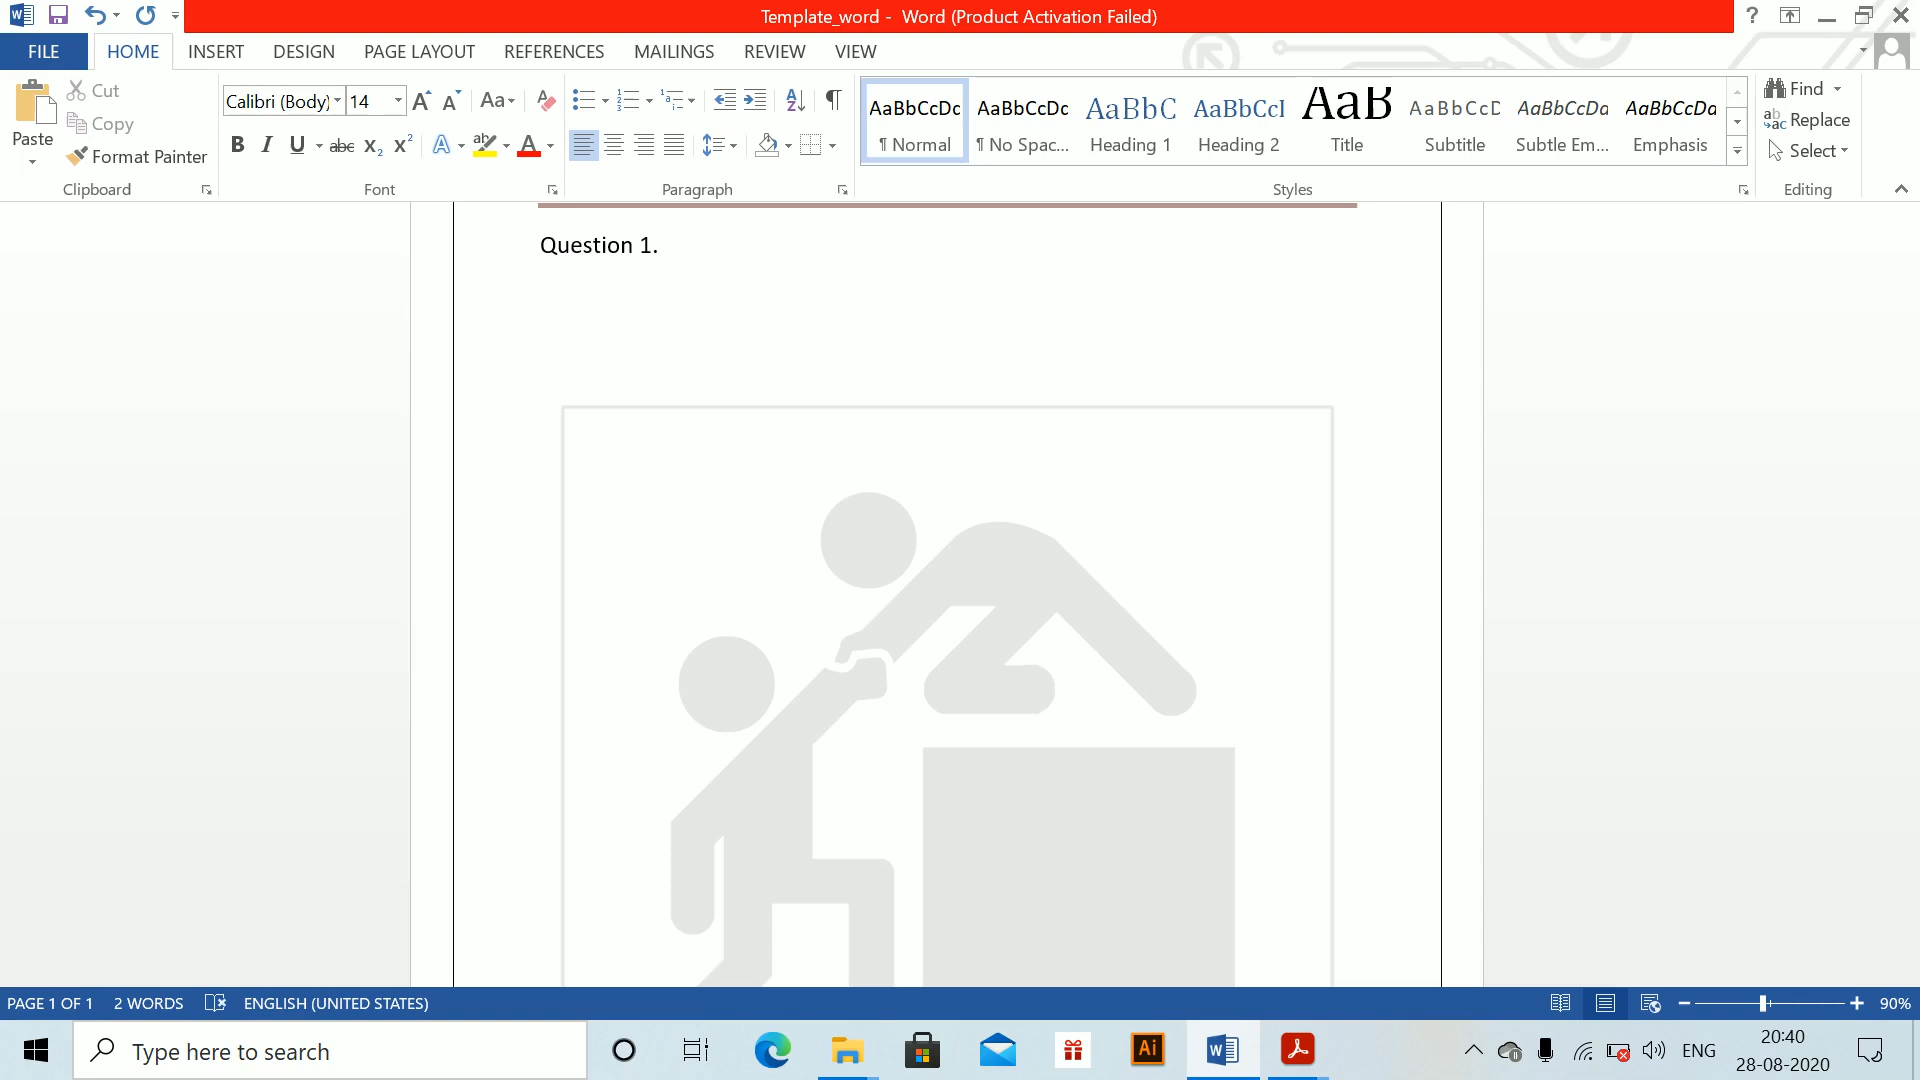 Template_word - Word (Product Activation Failed)
?
FILE HOME INSERT DESIGN PAGE LAYOUT REFERENCES MAILINGS REVIEW VIEW
Paste
Cut
Copy
Format Painter
Clipboard
Calibri (Body) 14
Aa
B I U abc X2 X2 A ab A
Font
Paragraph
AaBbCcDc AaBbCcDc AaBbC AaBbCcI AaB AaBbCcD AaBbCcDa AaBbCcDa
¶ Normal ¶ No Spac... Heading 1 Heading 2 Title Subtitle Subtle Em... Emphasis
Styles
Find
Replace
Select
Editing
Question 1.
PAGE 1 OF 1 2 WORDS ENGLISH (UNITED STATES) 90%
Type here to search
Ai
ENG
20:40
28-08-2020